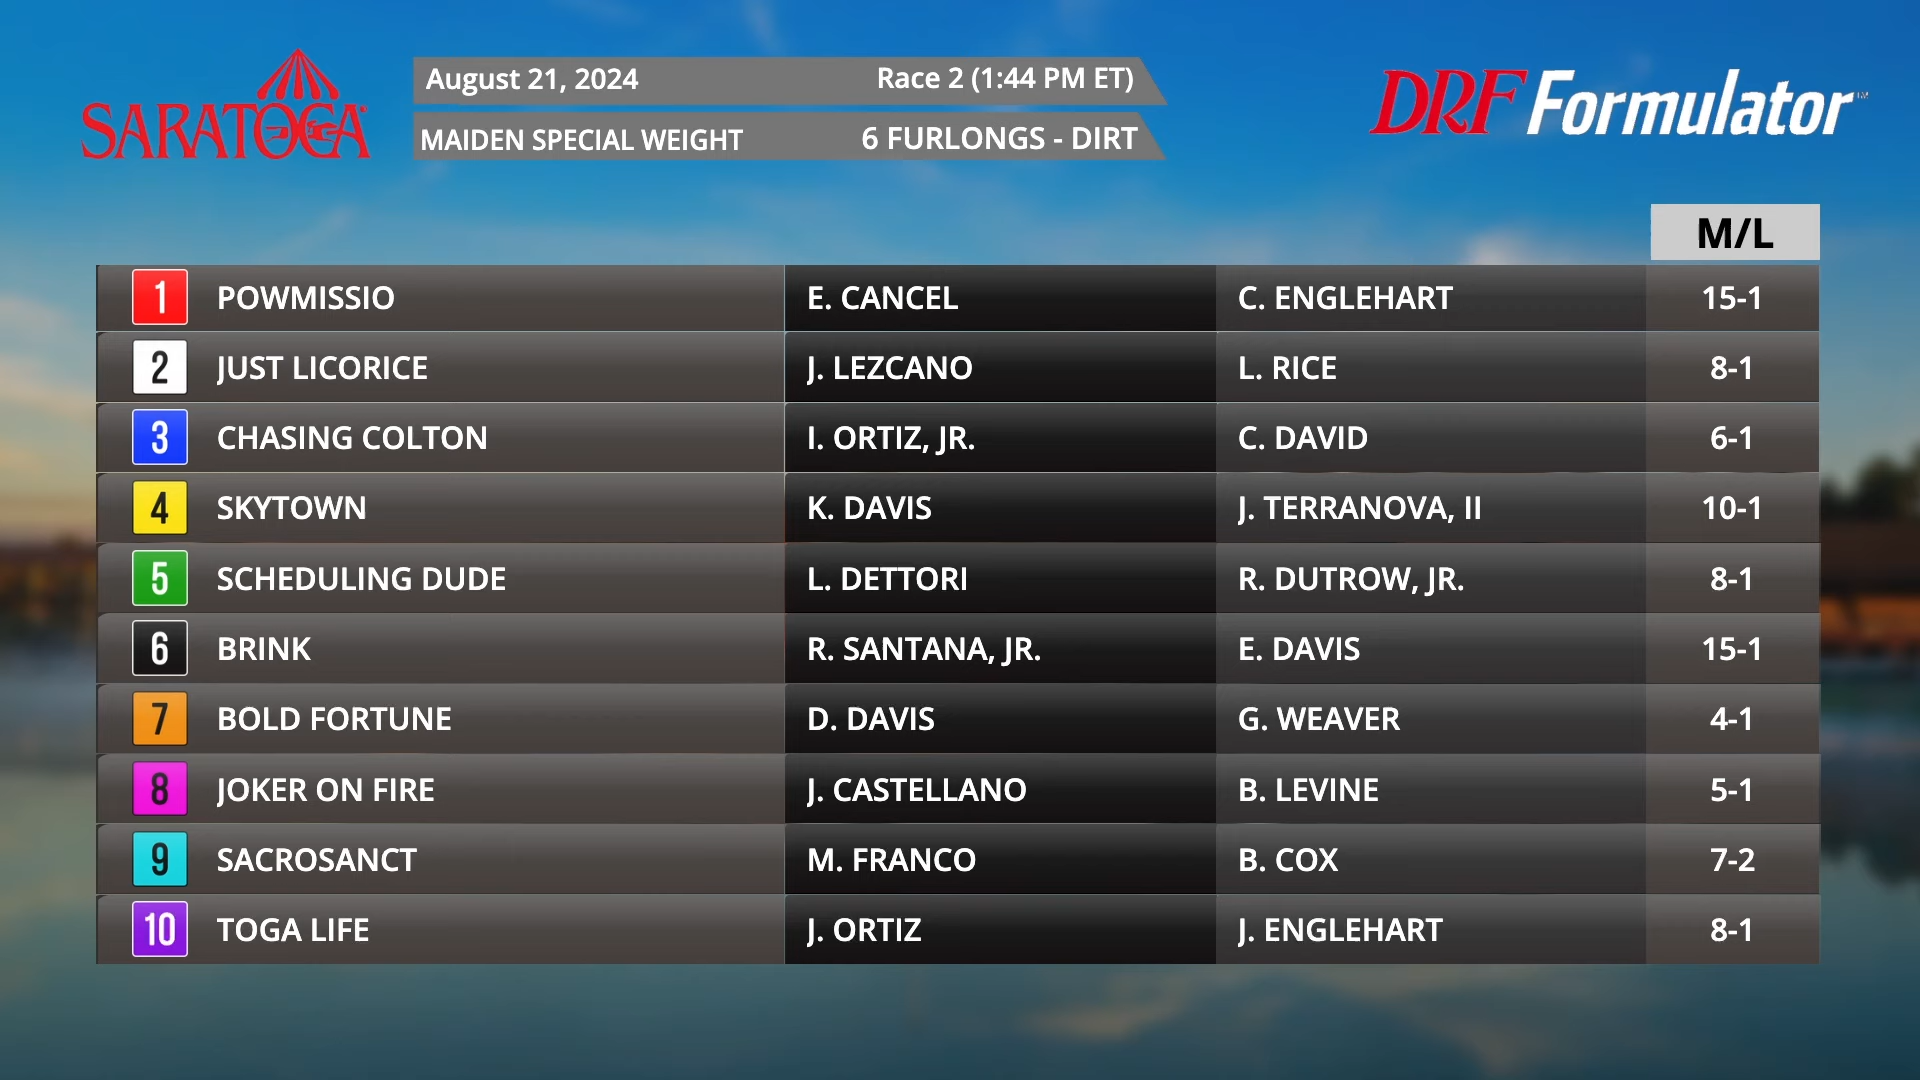 SARATOGA
August 21, 2024 Race 2 (1:44 PM ET)
MAIDEN SPECIAL WEIGHT 6 FURLONGS - DIRT
DRF Formulator™
M/L
1 POWMISSIO E. CANCEL C. ENGLEHART 15-1
2 JUST LICORICE J. LEZCANO L. RICE 8-1
3 CHASING COLTON I. ORTIZ, JR. C. DAVID 6-1
4 SKYTOWN K. DAVIS J. TERRANOVA, II 10-1
5 SCHEDULING DUDE L. DETTORI R. DUTROW, JR. 8-1
6 BRINK R. SANTANA, JR. E. DAVIS 15-1
7 BOLD FORTUNE D. DAVIS G. WEAVER 4-1
8 JOKER ON FIRE J. CASTELLANO B. LEVINE 5-1
9 SACROSANCT M. FRANCO B. COX 7-2
10 TOGA LIFE J. ORTIZ J. ENGLEHART 8-1